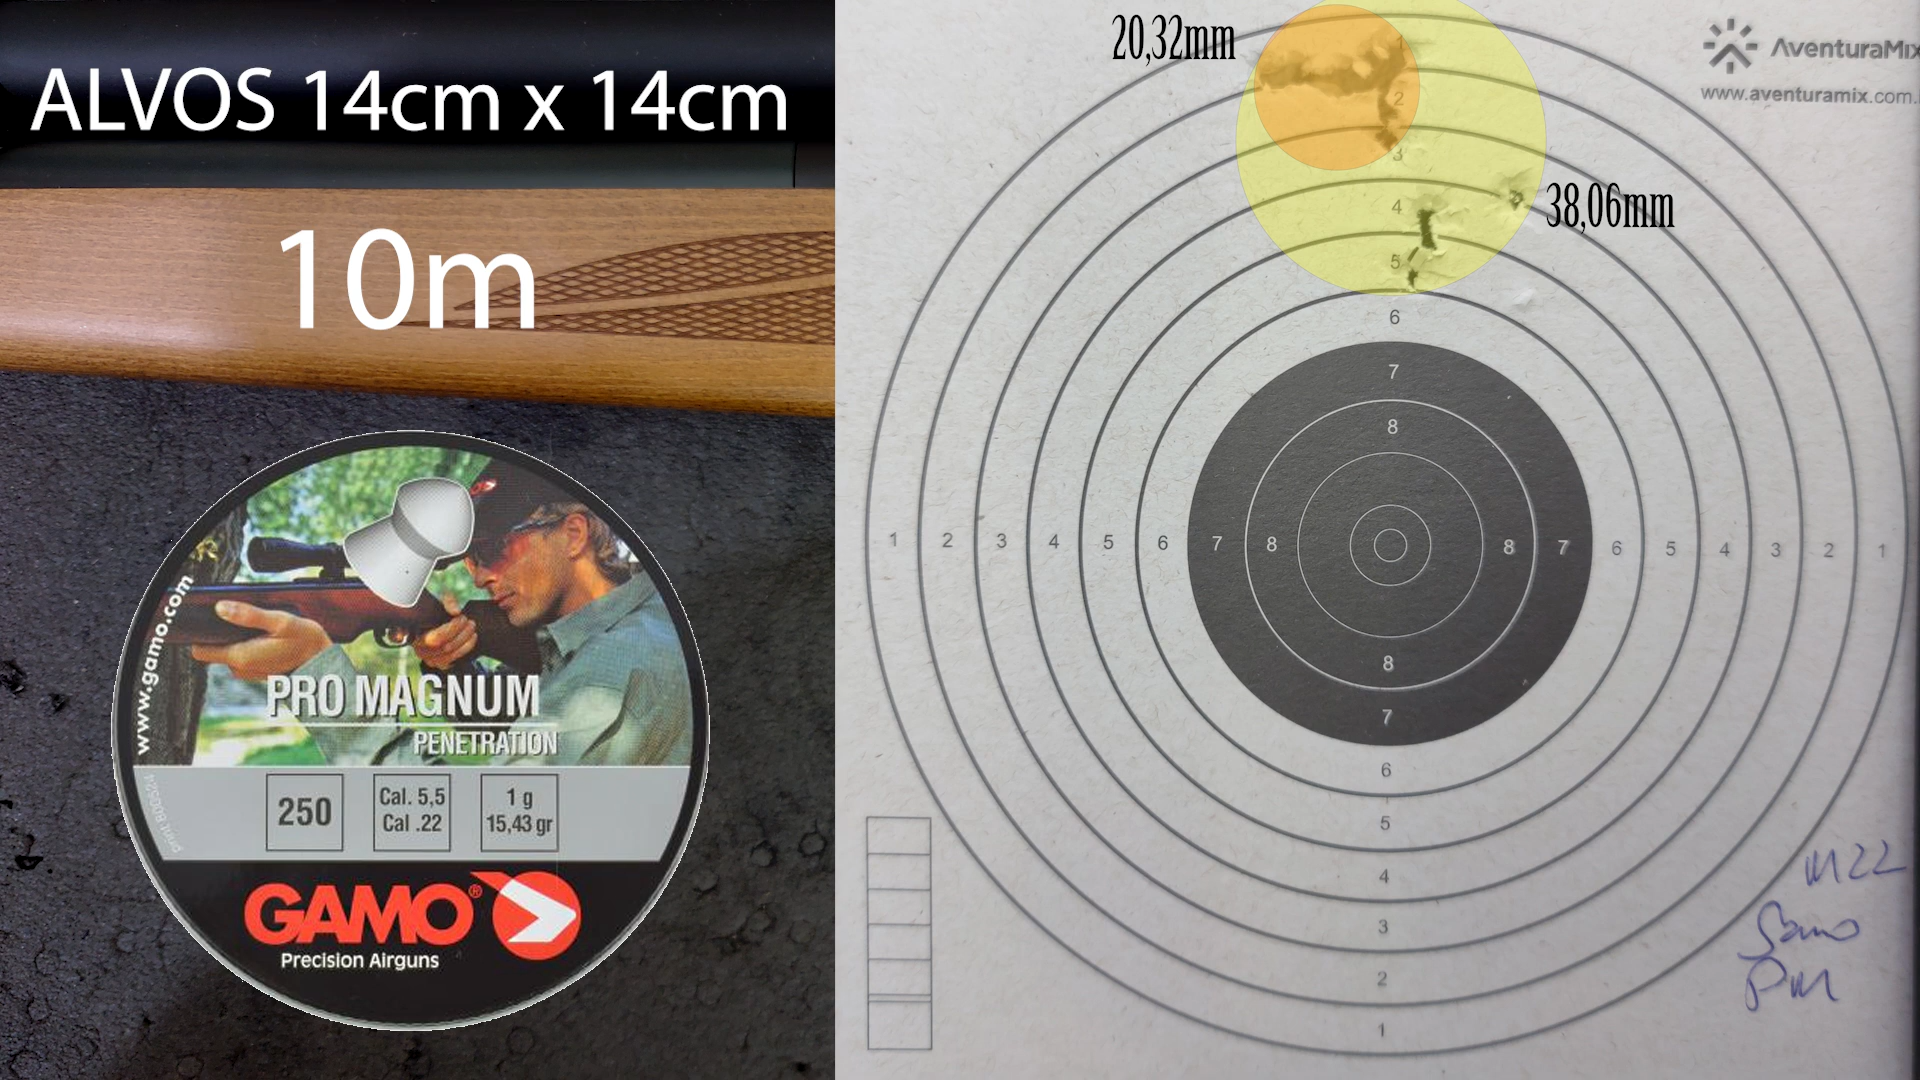 ALVOS 14cm x 14cm
10m
www.gamo.com
PRO MAGNUM
PENETRATION
250
Cal. 5,5
Cal .22
1 g
15,43 gr
GAMO®
Precision Airguns
20,32mm
38,06mm
AventuraMix
www.aventuramix.com.
1
2
3
4
5
6
7
8
1 2 3 4 5 6 7 8 8 7 6 5 4 3 2 1
8
7
6
5
4
3
2
1
M22
Gamo
PM